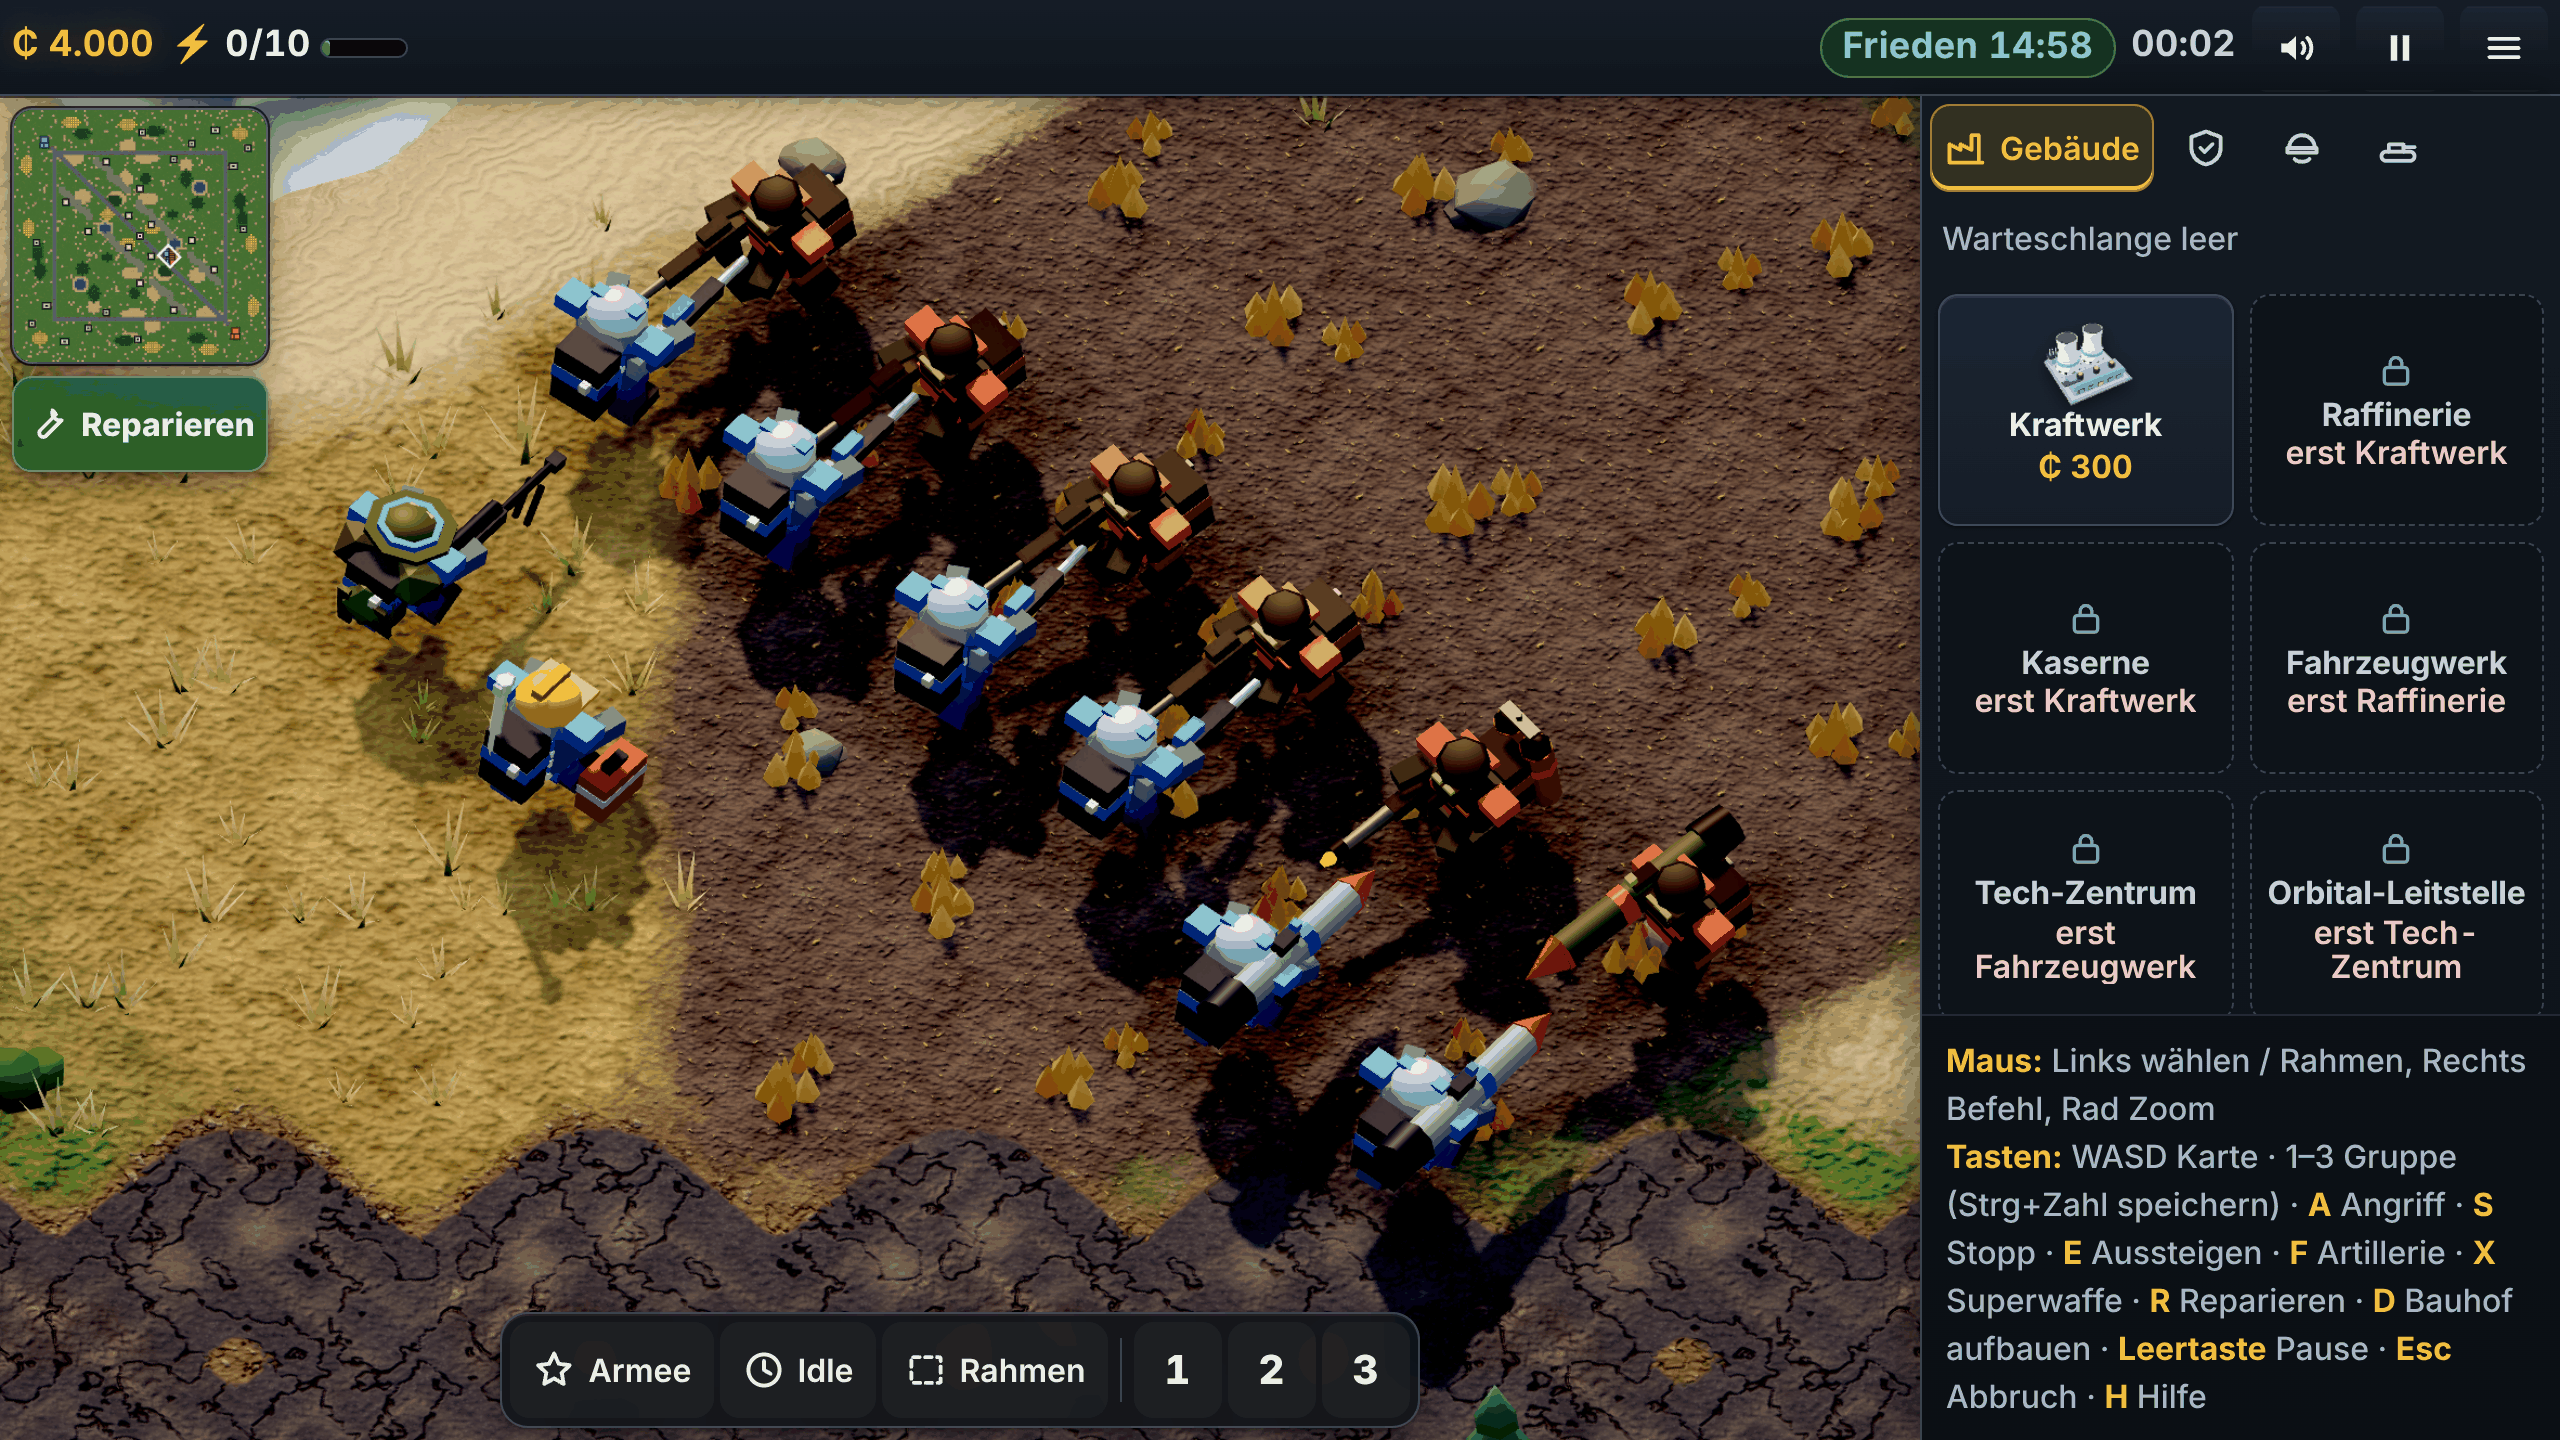 ₵ 4.000 ⚡ 0/10
Frieden 14:58 00:02
Reparieren
Gebäude
Warteschlange leer
Kraftwerk
₵ 300
Raffinerie
erst Kraftwerk
Kaserne
erst Kraftwerk
Fahrzeugwerk
erst Raffinerie
Tech-Zentrum
erst
Fahrzeugwerk
Orbital-Leitstelle
erst Tech-
Zentrum
Maus: Links wählen / Rahmen, Rechts
Befehl, Rad Zoom
Tasten: WASD Karte · 1–3 Gruppe
(Strg+Zahl speichern) · A Angriff · S
Stopp · E Aussteigen · F Artillerie · X
Superwaffe · R Reparieren · D Bauhof
aufbauen · Leertaste Pause · Esc
Abbruch · H Hilfe
Armee Idle Rahmen 1 2 3